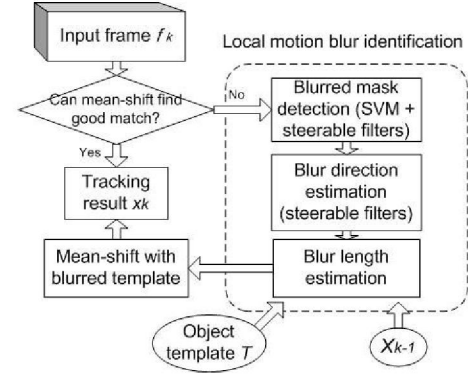 Input frame fk
Local motion blur identification
Can mean-shift find
good match?
No
Yes
Blurred mask
detection (SVM +
steerable filters)
Tracking
result xk
Blur direction
estimation
(steerable filters)
Mean-shift with
blurred template
Blur length
estimation
Object
template T
Xk-1